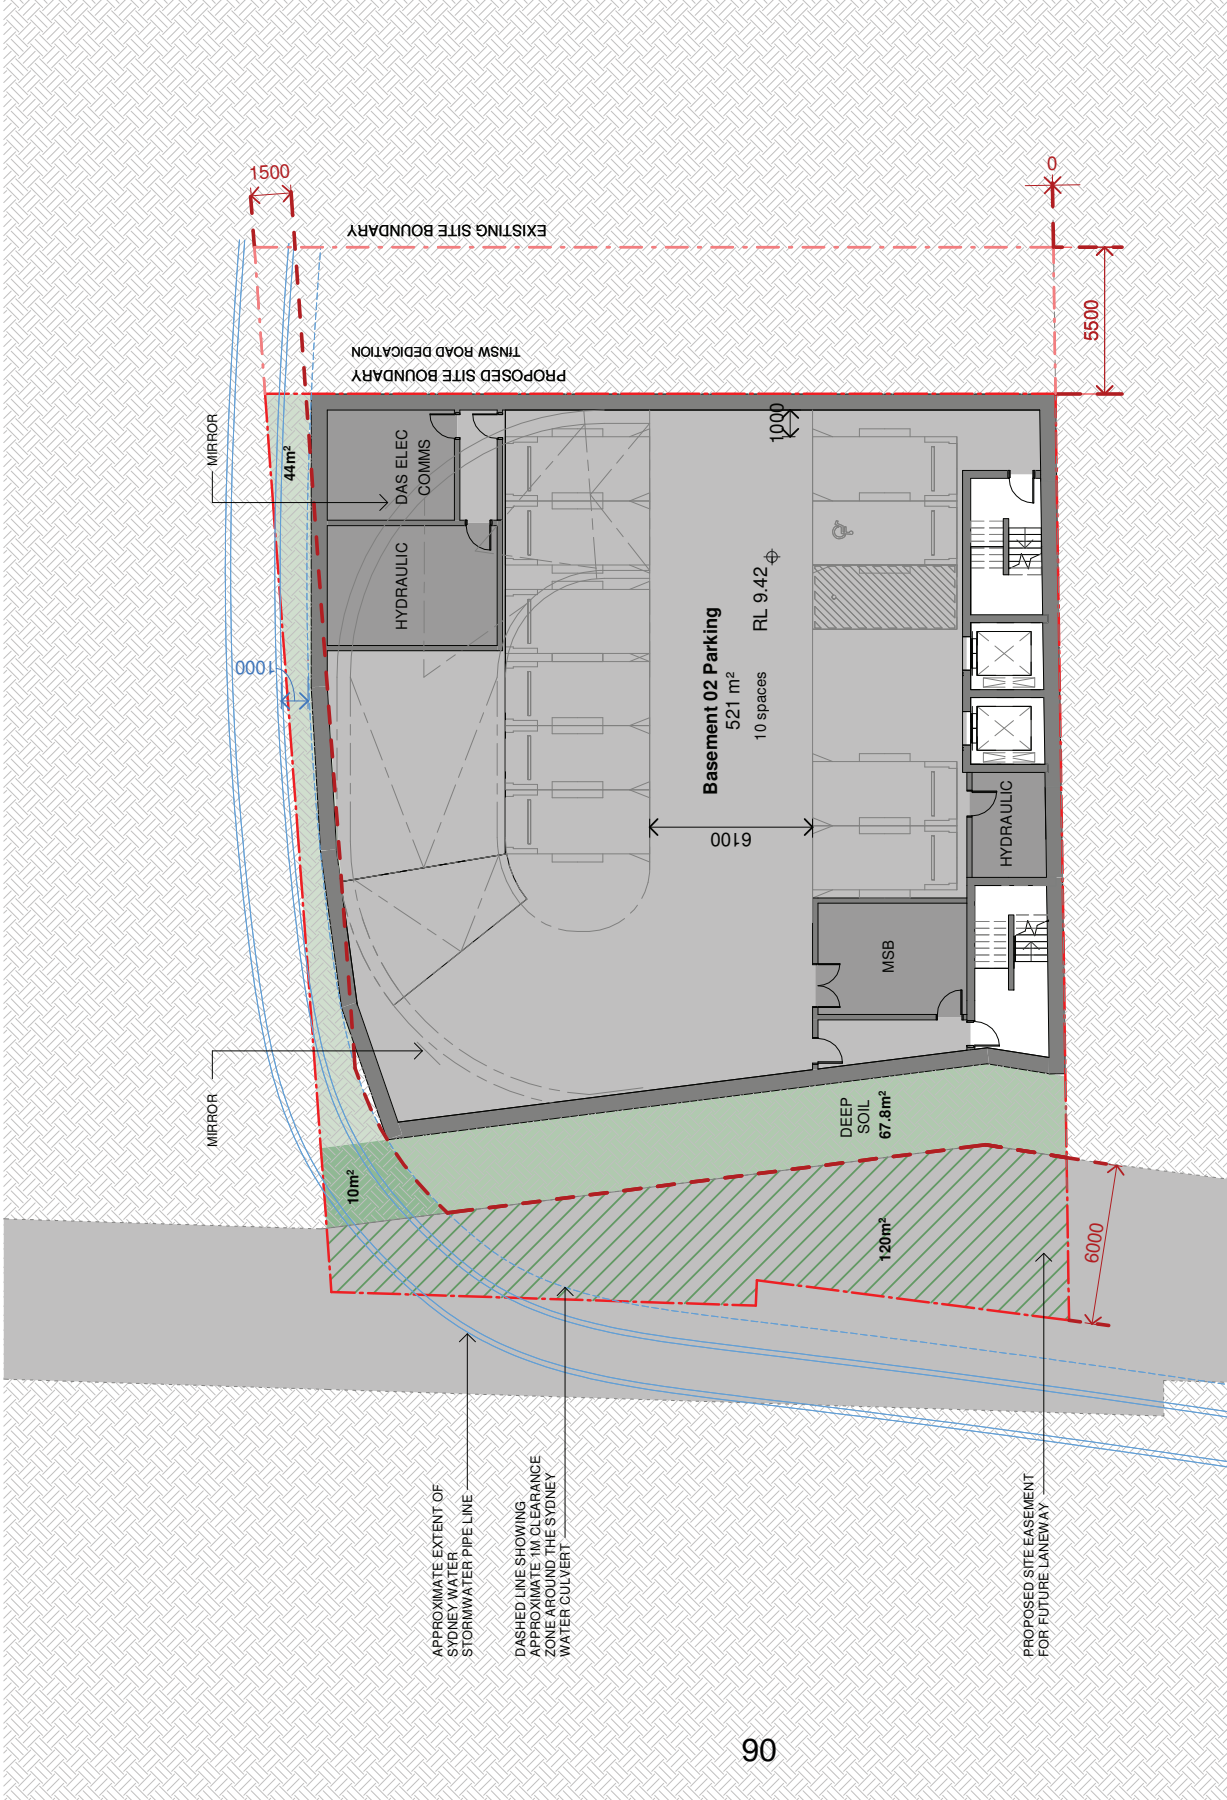 1500
0
EXISTING SITE BOUNDARY
5500
TfNSW ROAD DEDICATION
PROPOSED SITE BOUNDARY
MIRROR
44m²
DAS ELEC
COMMS
1000
HYDRAULIC
1000
RL 9.42
Basement 02 Parking
521 m²
10 spaces
6100
HYDRAULIC
MSB
MIRROR
DEEP
SOIL
67.8m²
10m²
120m²
6000
APPROXIMATE EXTENT OF
SYDNEY WATER
STORMWATER PIPE LINE
DASHED LINE SHOWING
APPROXIMATE 1M CLEARANCE
ZONE AROUND THE SYDNEY
WATER CULVERT
PROPOSED SITE EASEMENT
FOR FUTURE LANEWAY
90